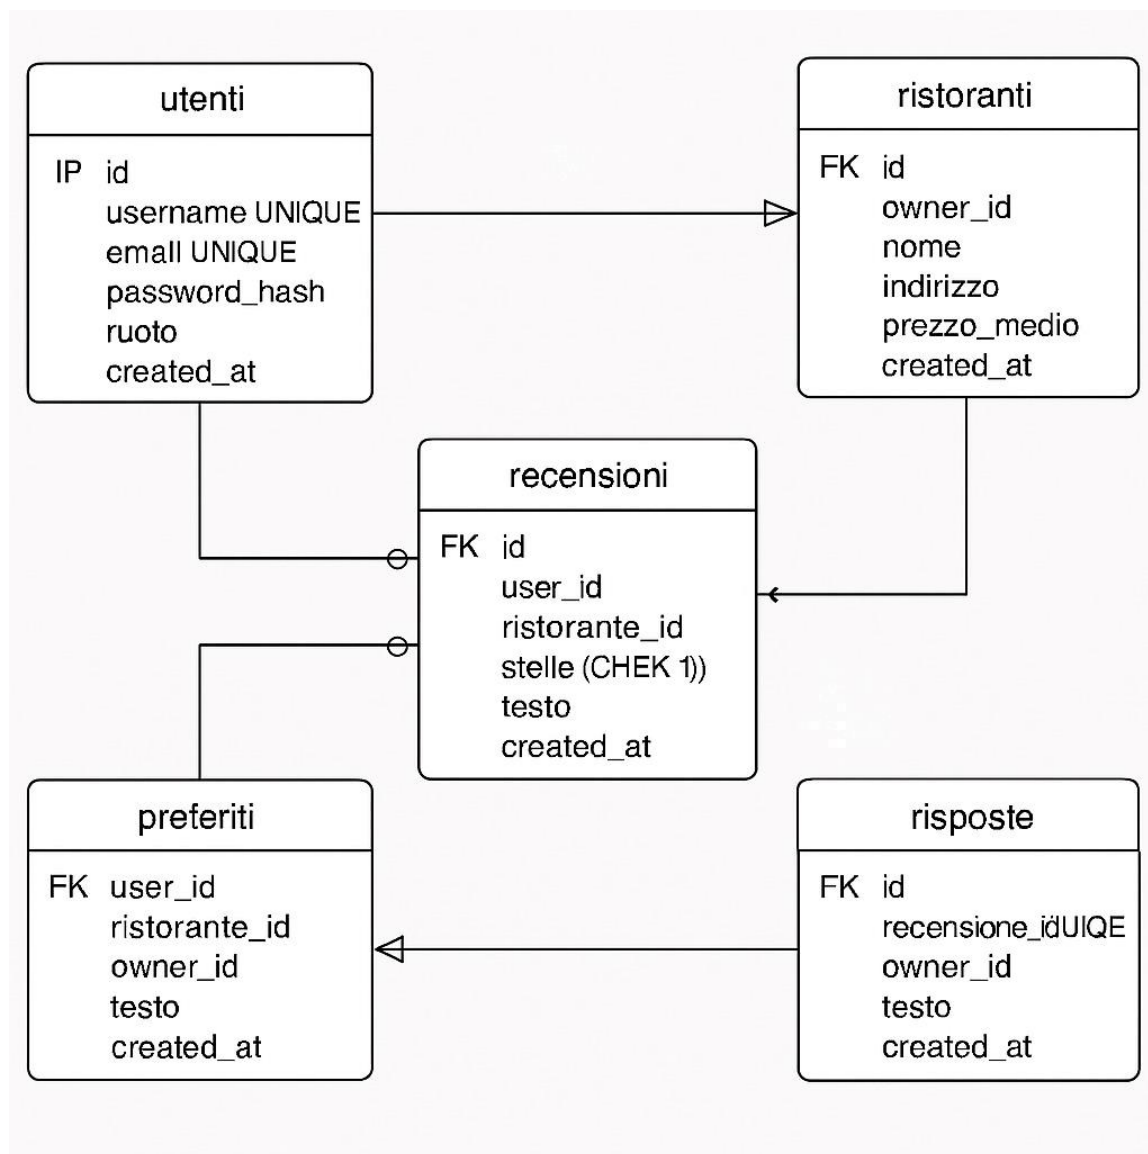 utenti
IP id
username UNIQUE
emall UNIQUE
password_hash
ruoto
created_at
ristoranti
FK id
owner_id
nome
indirizzo
prezzo_medio
created_at
recensioni
FK id
user_id
ristorante_id
stelle (CHEK 1))
testo
created_at
preferiti
FK user_id
ristorante_id
owner_id
testo
created_at
risposte
FK id
recensione_idUIQE
owner_id
testo
created_at